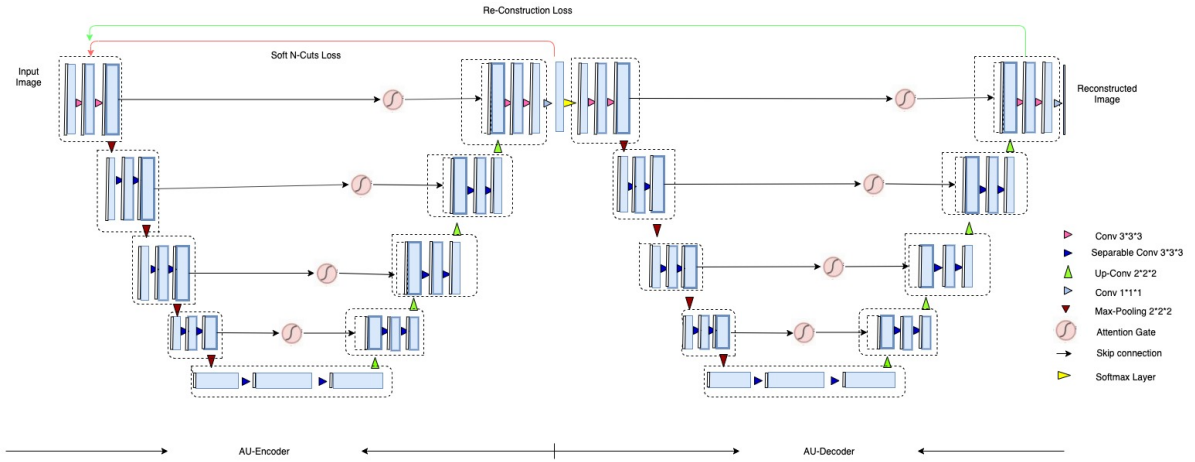 Re-Construction Loss
Soft N-Cuts Loss
Input
Image
Reconstructed
Image
Conv 3*3*3
Separable Conv 3*3*3
Up-Conv 2*2*2
Conv 1*1*1
Max-Pooling 2*2*2
Attention Gate
Skip connection
Softmax Layer
AU-Encoder
AU-Decoder